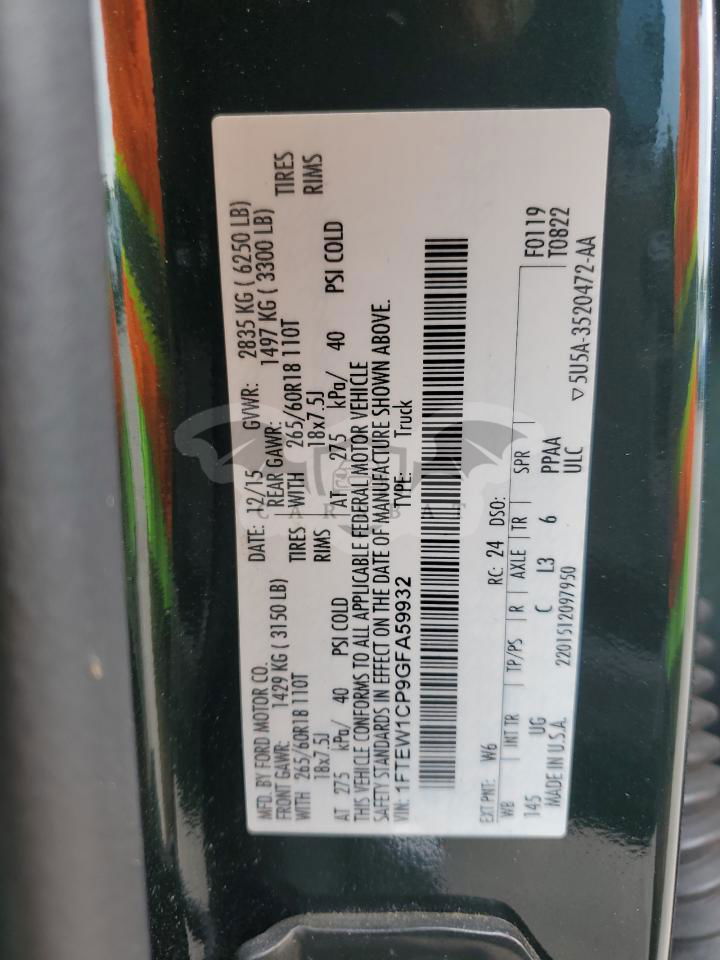 MFD. BY FORD MOTOR CO.
DATE: 12/15 GVWR: 2835 KG ( 6250 LB)
FRONT GAWR: 1429 KG ( 3150 LB)
REAR GAWR: 1497 KG ( 3300 LB)
WITH 265/60R18 110T TIRES
WITH 265/60R18 110T TIRES
18x7.5J RIMS
18x7.5J RIMS
AT 275 kPa/ 40 PSI COLD
AT 275 kPa/ 40 PSI COLD
THIS VEHICLE CONFORMS TO ALL APPLICABLE FEDERAL MOTOR VEHICLE
SAFETY STANDARDS IN EFFECT ON THE DATE OF MANUFACTURE SHOWN ABOVE.
VIN: 1FTEW1CP9GFA59932 TYPE: Truck
EXT PNT: W6 RC: 24 DSO:
WB INT TR TP/PS R AXLE TR SPR F0119
145 UG C L3 6 PPAA T0822
MADE IN U.S.A. 2201512097950 ULC
▽5U5A-3520472-AA
CAR BAT